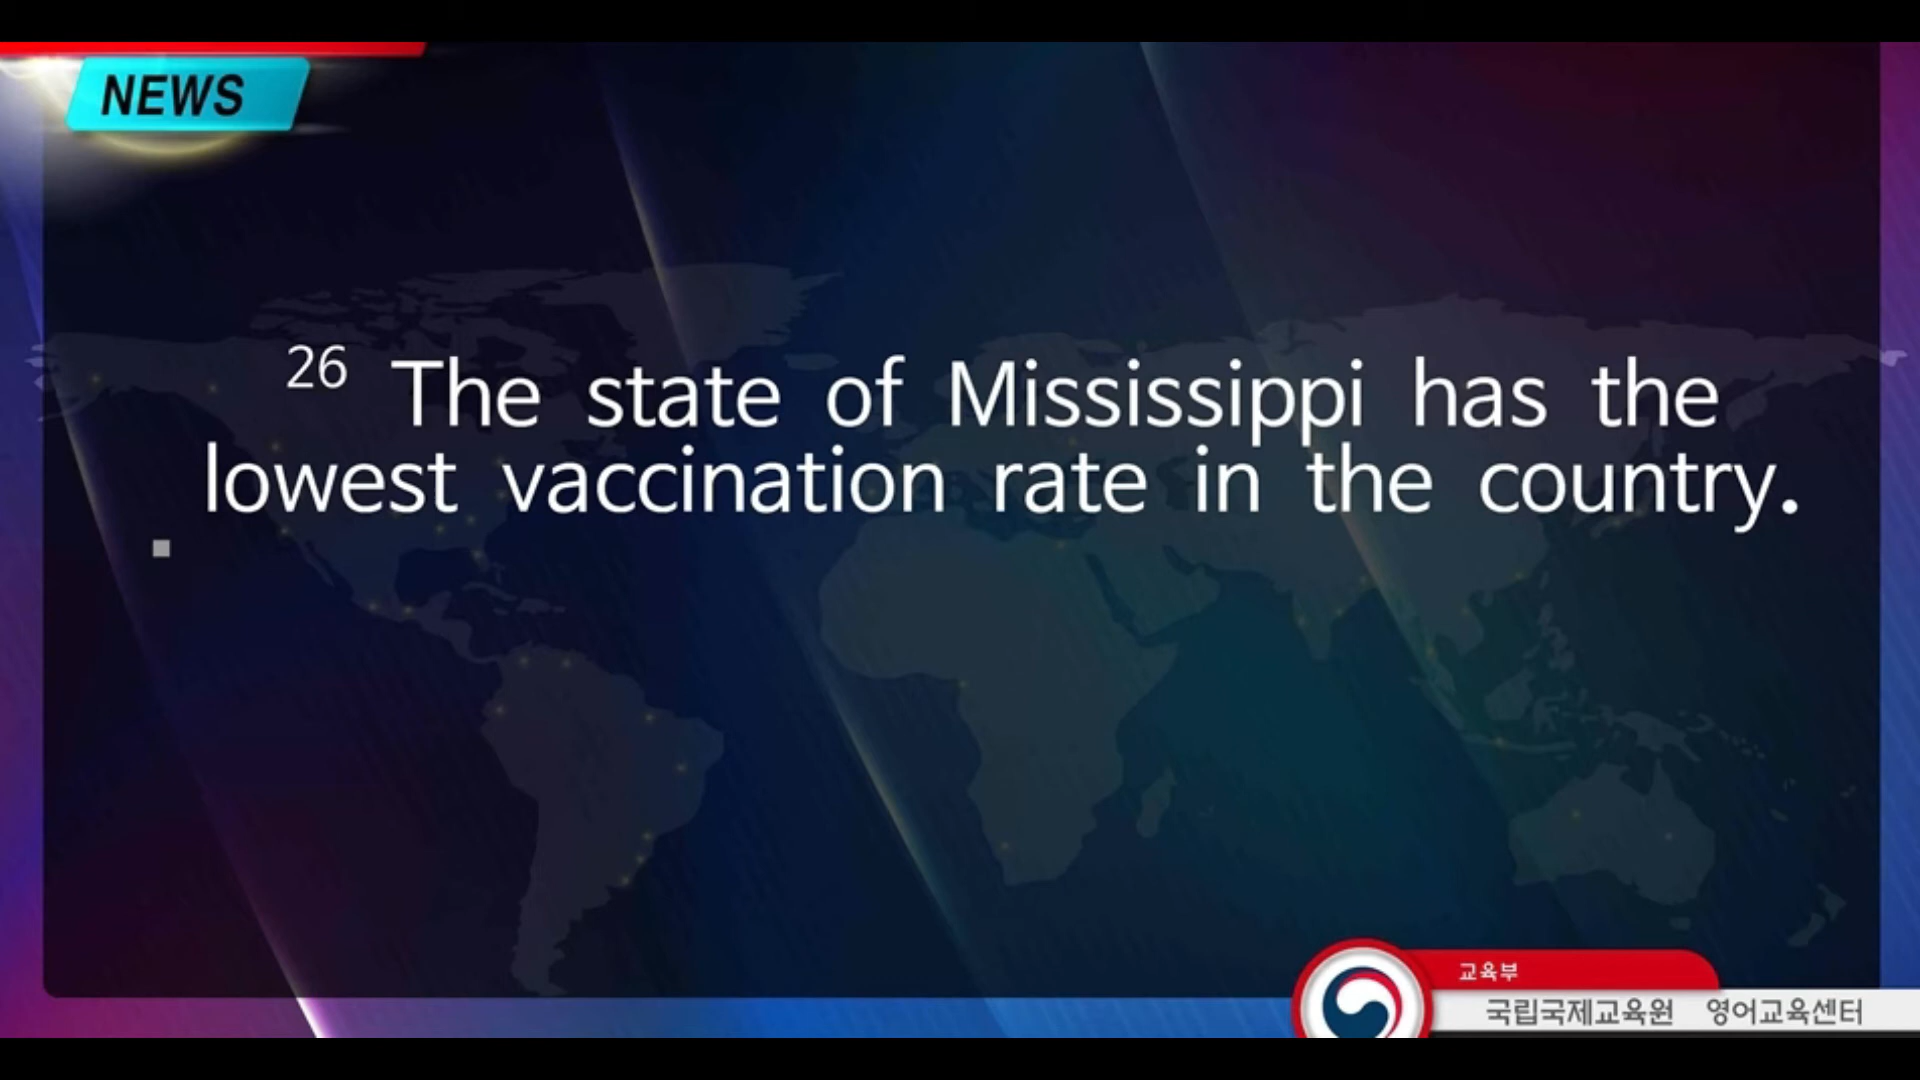 NEWS
26 The state of Mississippi has the
lowest vaccination rate in the country.
교육부
국립국제교육원 영어교육센터